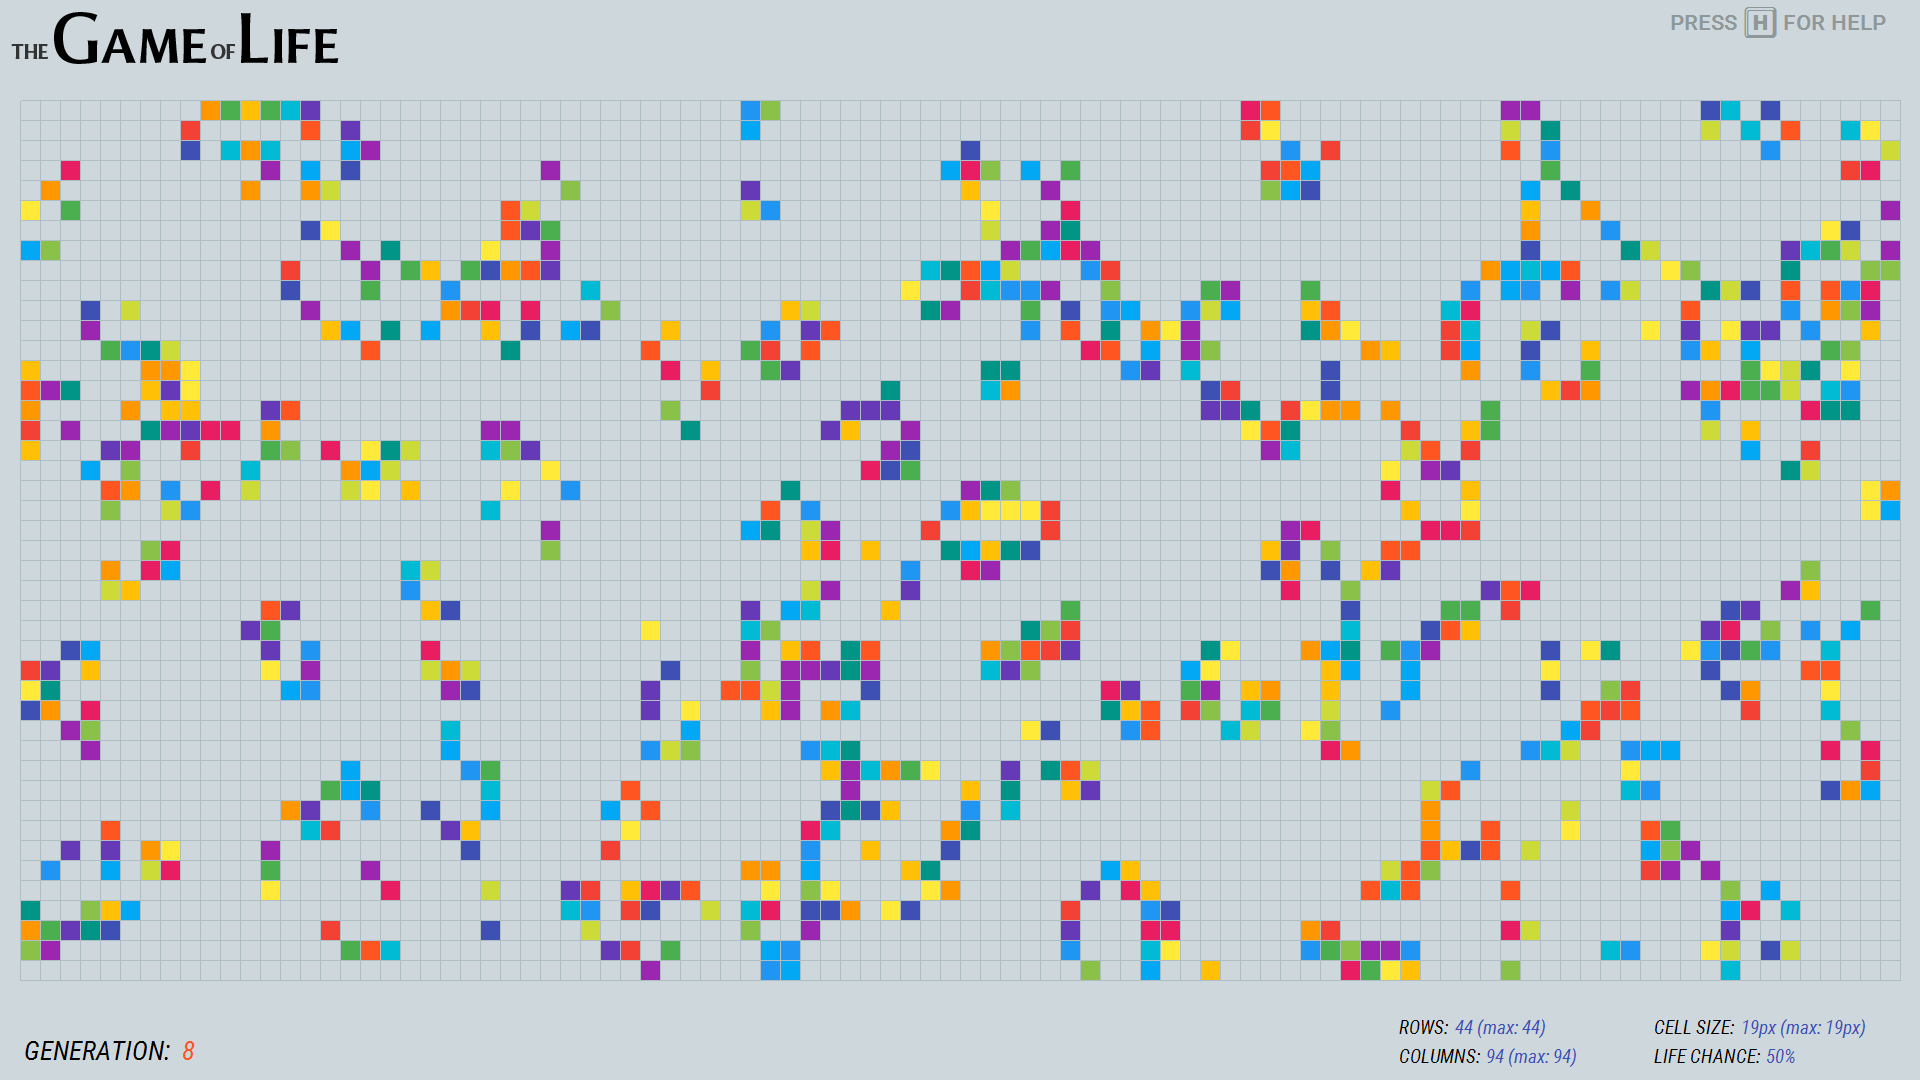 THE GAME OF LIFE
PRESS H FOR HELP
GENERATION: 8
ROWS: 44 (max: 44)
COLUMNS: 94 (max: 94)
CELL SIZE: 19px (max: 19px)
LIFE CHANCE: 50%